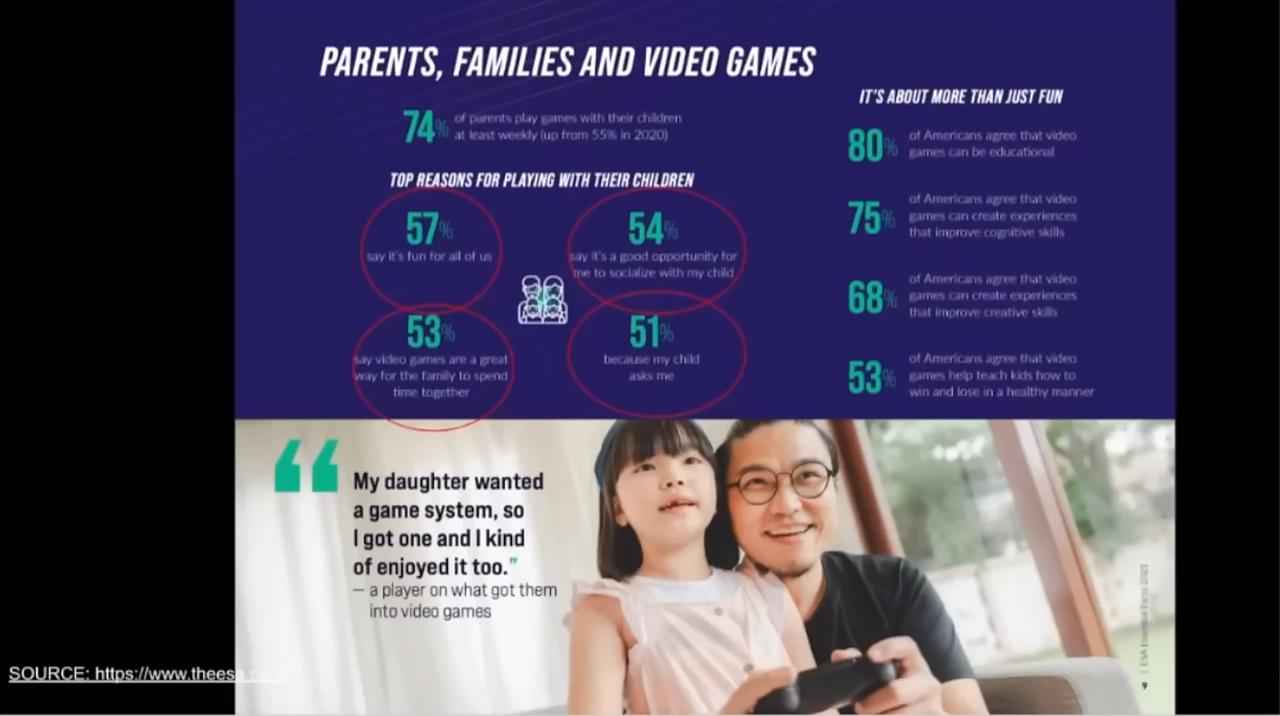 PARENTS, FAMILIES AND VIDEO GAMES
74% of parents play games with their children
at least weekly (up from 55% in 2020)
TOP REASONS FOR PLAYING WITH THEIR CHILDREN
57%
say it's fun for all of us
54%
say it's a good opportunity for
me to socialize with my child
53%
say video games are a great
way for the family to spend
time together
51%
because my child
asks me
IT'S ABOUT MORE THAN JUST FUN
80% of Americans agree that video
games can be educational
75% of Americans agree that video
games can create experiences
that improve cognitive skills
68% of Americans agree that video
games can create experiences
that improve creative skills
53% of Americans agree that video
games help teach kids how to
win and lose in a healthy manner
“
My daughter wanted
a game system, so
I got one and I kind
of enjoyed it too.”
– a player on what got them
into video games
SOURCE: https://www.theesa
9 | ESA Essential Facts 2021